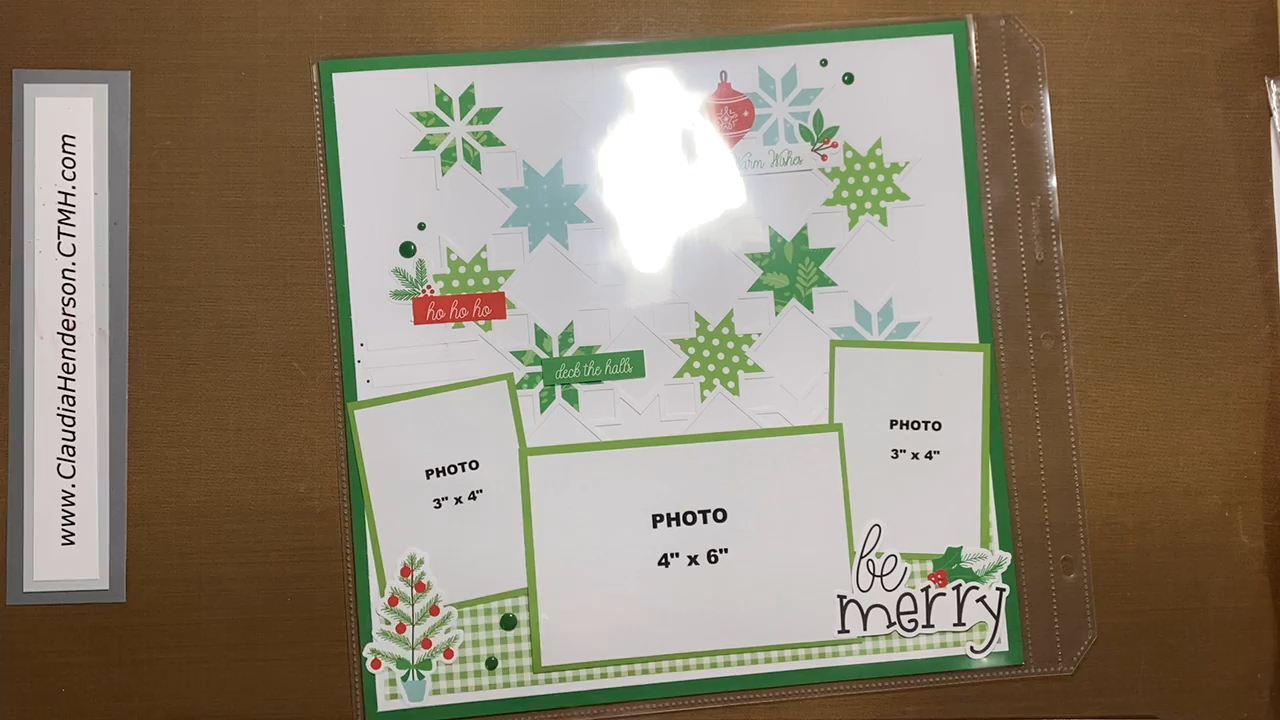 www.ClaudiaHenderson.CTMH.com
Wishes
ho ho ho
deck the halls
PHOTO
3" x 4"
PHOTO
4" x 6"
PHOTO
3" x 4"
be
merry